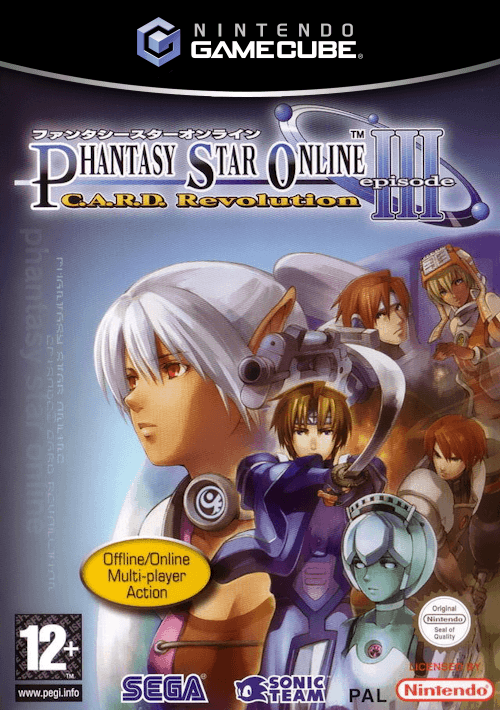 NINTENDO
GAMECUBE®
ファンタシースターオンライン
PHANTASY STAR ONLINE™
episode III
C.A.R.D. Revolution
phantasy star online
Offline/Online
Multi-player
Action
12+
™
www.pegi.info
SEGA®
SONIC
TEAM
PAL
Original
Nintendo
Seal of
Quality
LICENSED BY
Nintendo®